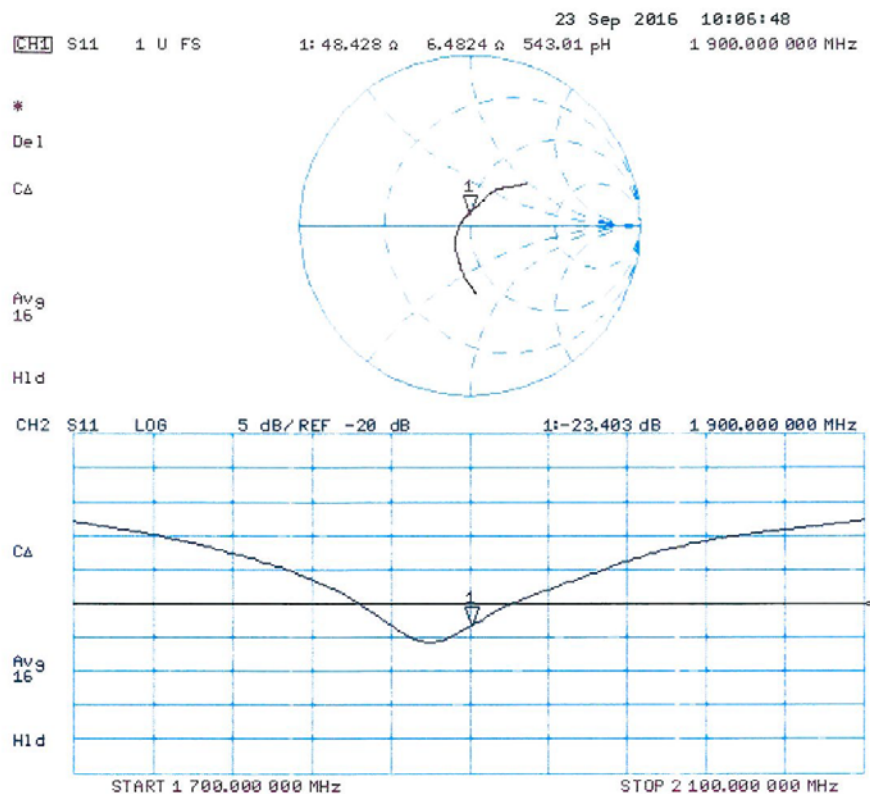 23 Sep 2016 10:06:48
CH1 S11 1 U FS 1: 48.428 Ω 6.4824 Ω 543.01 pH 1 900.000 000 MHz
*
Del
CΔ
1
Avg
16
Hld
CH2 S11 LOG 5 dB/REF -20 dB 1:-23.403 dB 1 900.000 000 MHz
CΔ
1
Avg
16
Hld
START 1 700.000 000 MHz STOP 2 100.000 000 MHz